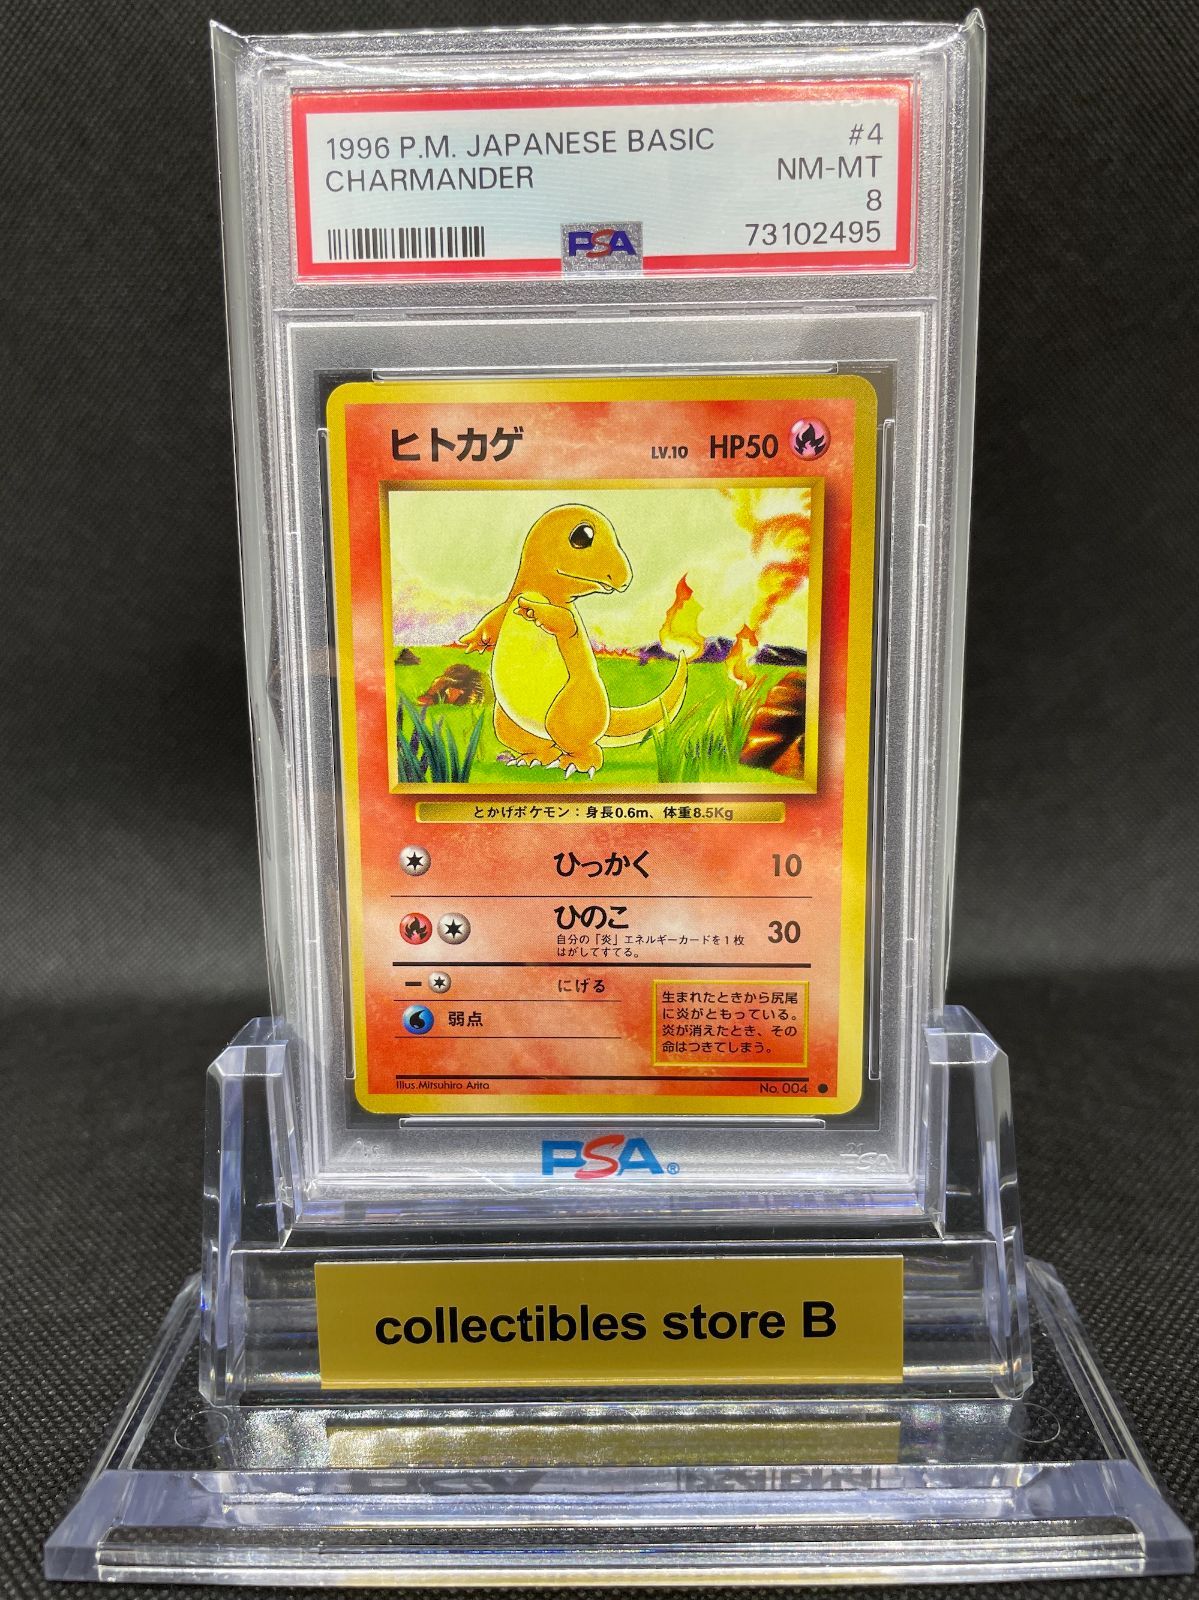 1996 P.M. JAPANESE BASIC #4
CHARMANDER NM-MT
8
PSA 73102495
ヒトカゲ LV.10 HP50
とかげポケモン：身長0.6m、体重8.5Kg
ひっかく 10
ひのこ 30
自分の「炎」エネルギーカードを１枚
はがしてすてる。
− にげる
弱点
生まれたときから尻尾
に炎がともっている。
炎が消えたとき、その
命はつきてしまう。
Illus.Mitsuhiro Arita No. 004 ●
PSA®
collectibles store B